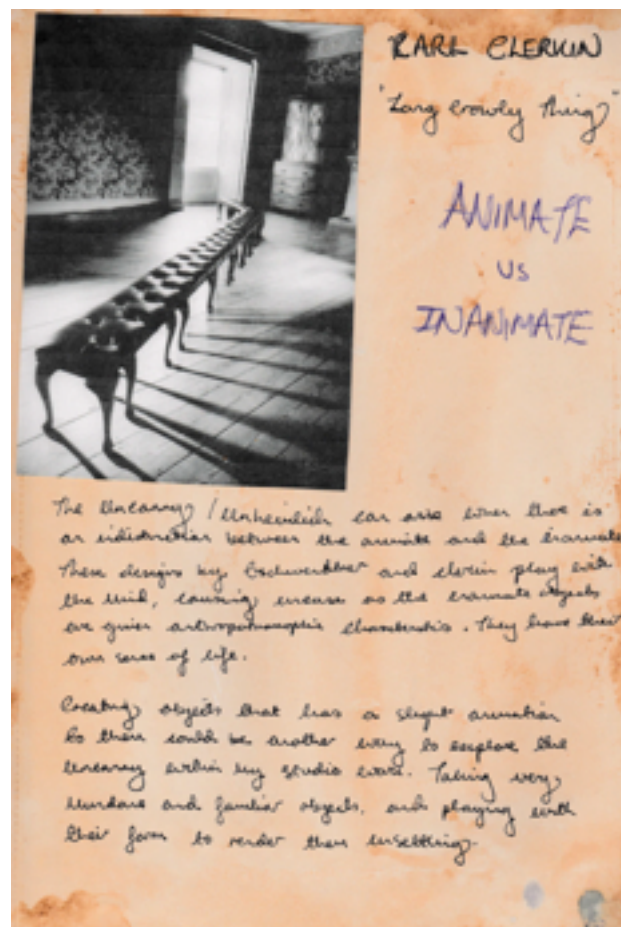 KARL CLERKIN
"Long Crawly Thing"
ANIMATE
VS
INANIMATE
The Uncanny / Unheimlich can arise when there is
an indistinction between the animate and the inanimate
These designs by and Clerkin play with
the mind, causing unease as the inanimate objects
are given anthropomorphic characteristics. They have their
own sense of life.
Creating objects that has a slight animation
to them could be another way to explore the
Uncanny within my studio work. Taking very
mundane and familiar objects, and playing with
their form to render them unsettling.